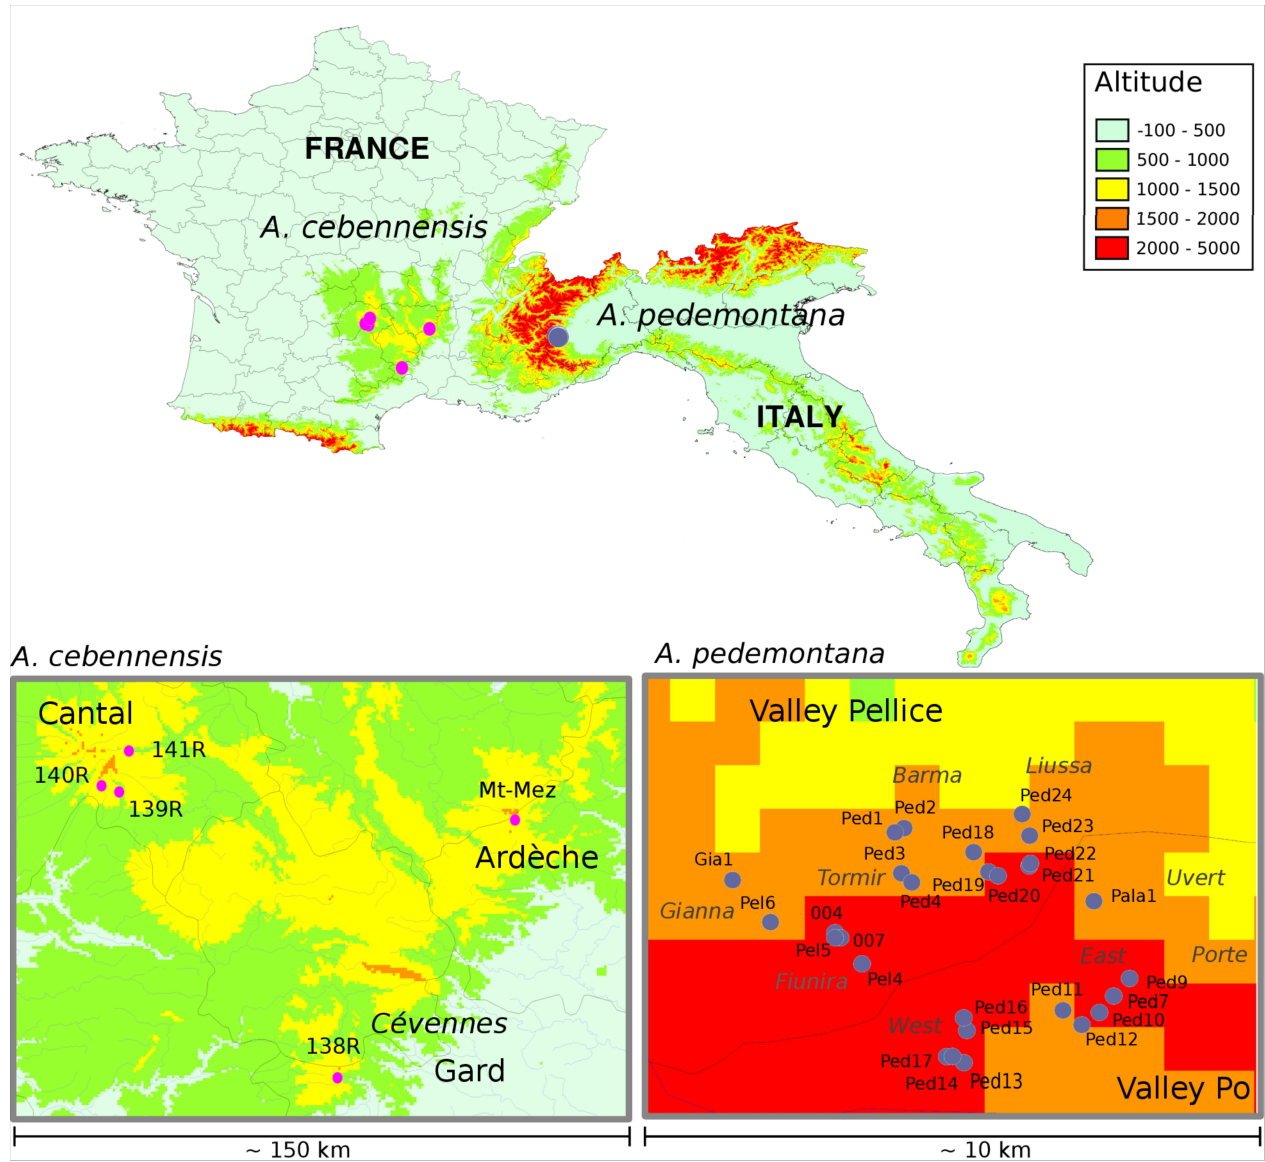 Altitude
-100 - 500
500 - 1000
1000 - 1500
1500 - 2000
2000 - 5000
FRANCE
A. cebennensis
A. pedemontana
ITALY
A. cebennensis
Cantal
141R
140R
139R
Mt-Mez
Ardèche
Cévennes
138R
Gard
~ 150 km
A. pedemontana
Valley Pellice
Liussa
Barma
Ped24
Ped2
Ped1
Ped18
Ped23
Ped3
Ped22
Gia1
Tormir
Ped19
Ped21
Uvert
Ped20
Ped4
Pala1
Pel6
Gianna
004
007
Pel5
East
Porte
Fiunira
Pel4
Ped9
Ped11
Ped7
Ped16
Ped10
West
Ped15
Ped12
Ped17
Ped14
Ped13
Valley Po
~ 10 km